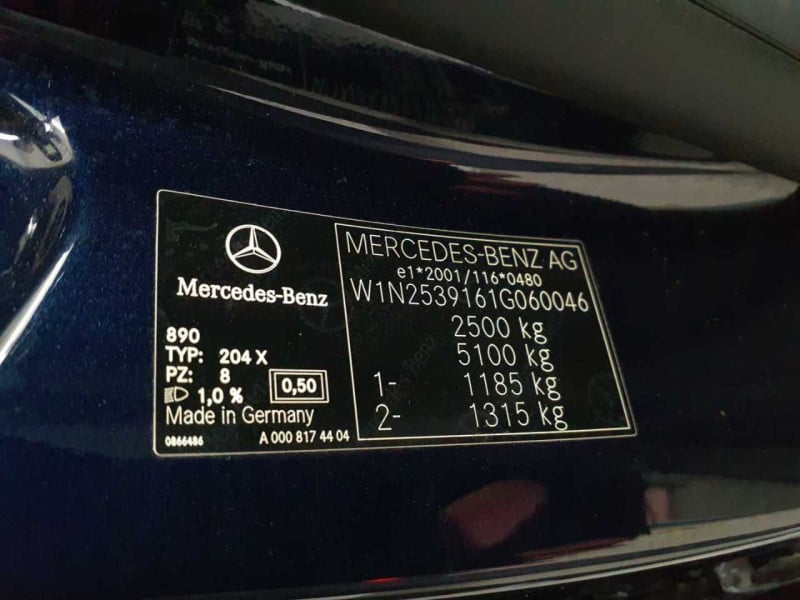 Mercedes-Benz
890
TYP: 204 X
PZ: 8
1,0 %
0,50
Made in Germany
0866486
A 000 817 44 04
MERCEDES-BENZ AG
e1*2001/116*0480
W1N2539161G060046
2500 kg
5100 kg
1- 1185 kg
2- 1315 kg